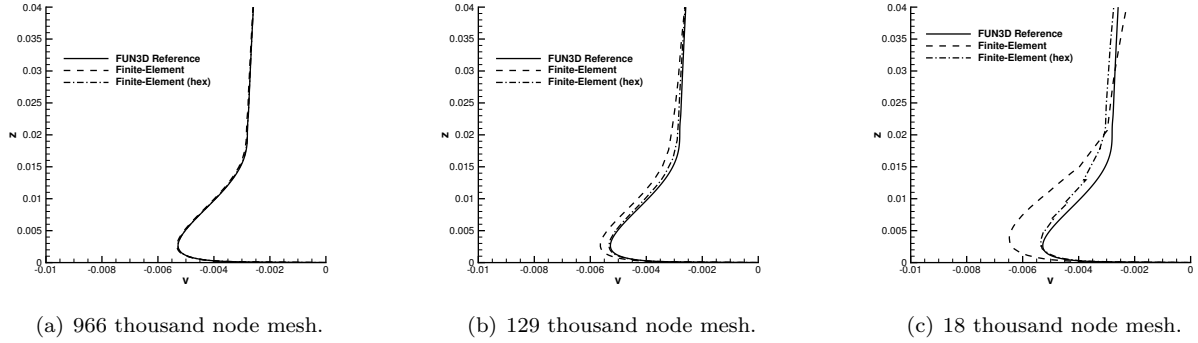 0.04
0.035
0.03
0.025
0.02
0.015
0.01
0.005
0
z
FUN3D Reference
Finite-Element
Finite-Element (hex)
-0.01 -0.008 -0.006 -0.004 -0.002 0
v
(a) 966 thousand node mesh.
0.04
0.035
0.03
0.025
0.02
0.015
0.01
0.005
0
z
FUN3D Reference
Finite-Element
Finite-Element (hex)
-0.01 -0.008 -0.006 -0.004 -0.002 0
v
(b) 129 thousand node mesh.
0.04
0.035
0.03
0.025
0.02
0.015
0.01
0.005
0
z
FUN3D Reference
Finite-Element
Finite-Element (hex)
-0.01 -0.008 -0.006 -0.004 -0.002 0
v
(c) 18 thousand node mesh.